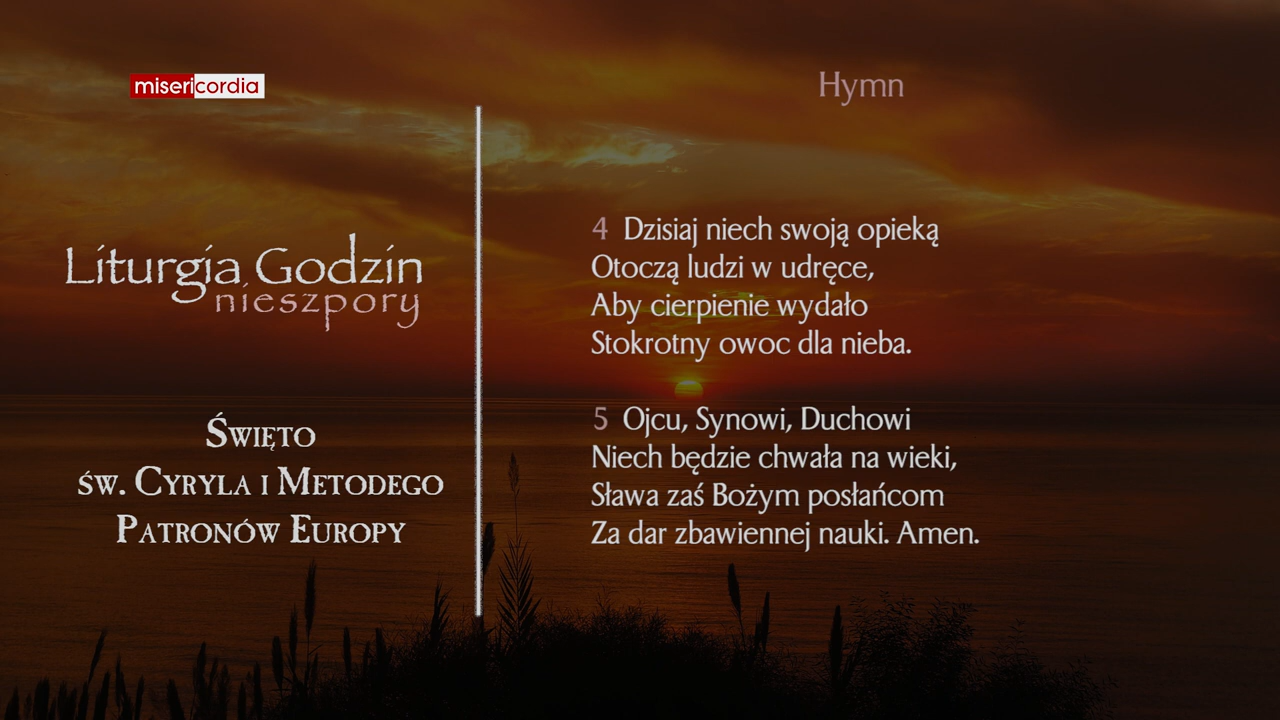 misericordia
Hymn
Liturgia Godzin
nieszpory
Święto
św. Cyryla i Metodego
Patronów Europy
4 Dzisiaj niech swoją opieką
Otoczą ludzi w udręce,
Aby cierpienie wydało
Stokrotny owoc dla nieba.
5 Ojcu, Synowi, Duchowi
Niech będzie chwała na wieki,
Sława zaś Bożym posłańcom
Za dar zbawiennej nauki. Amen.